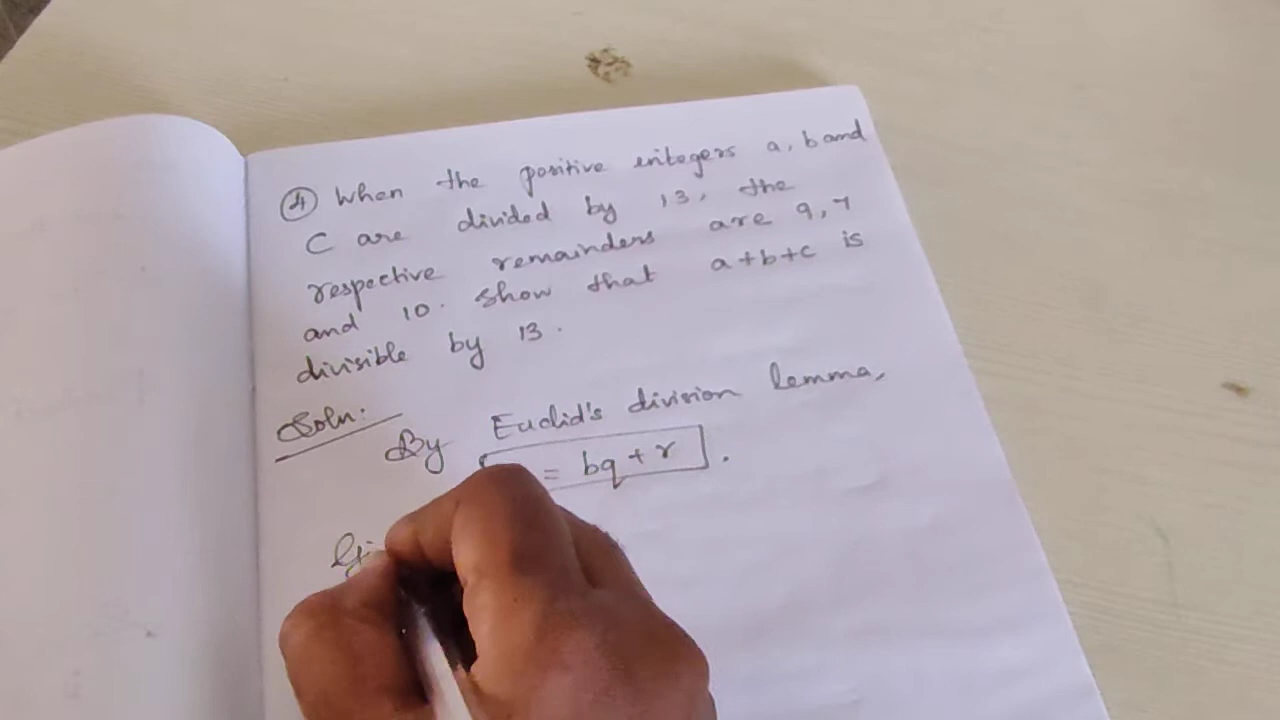 4 When the positive integers a, b and
C are divided by 13, the
respective remainders are 9, 7
and 10. Show that a+b+c is
divisible by 13.
Soln:
By Euclid's division lemma,
= bq + r.
Gi